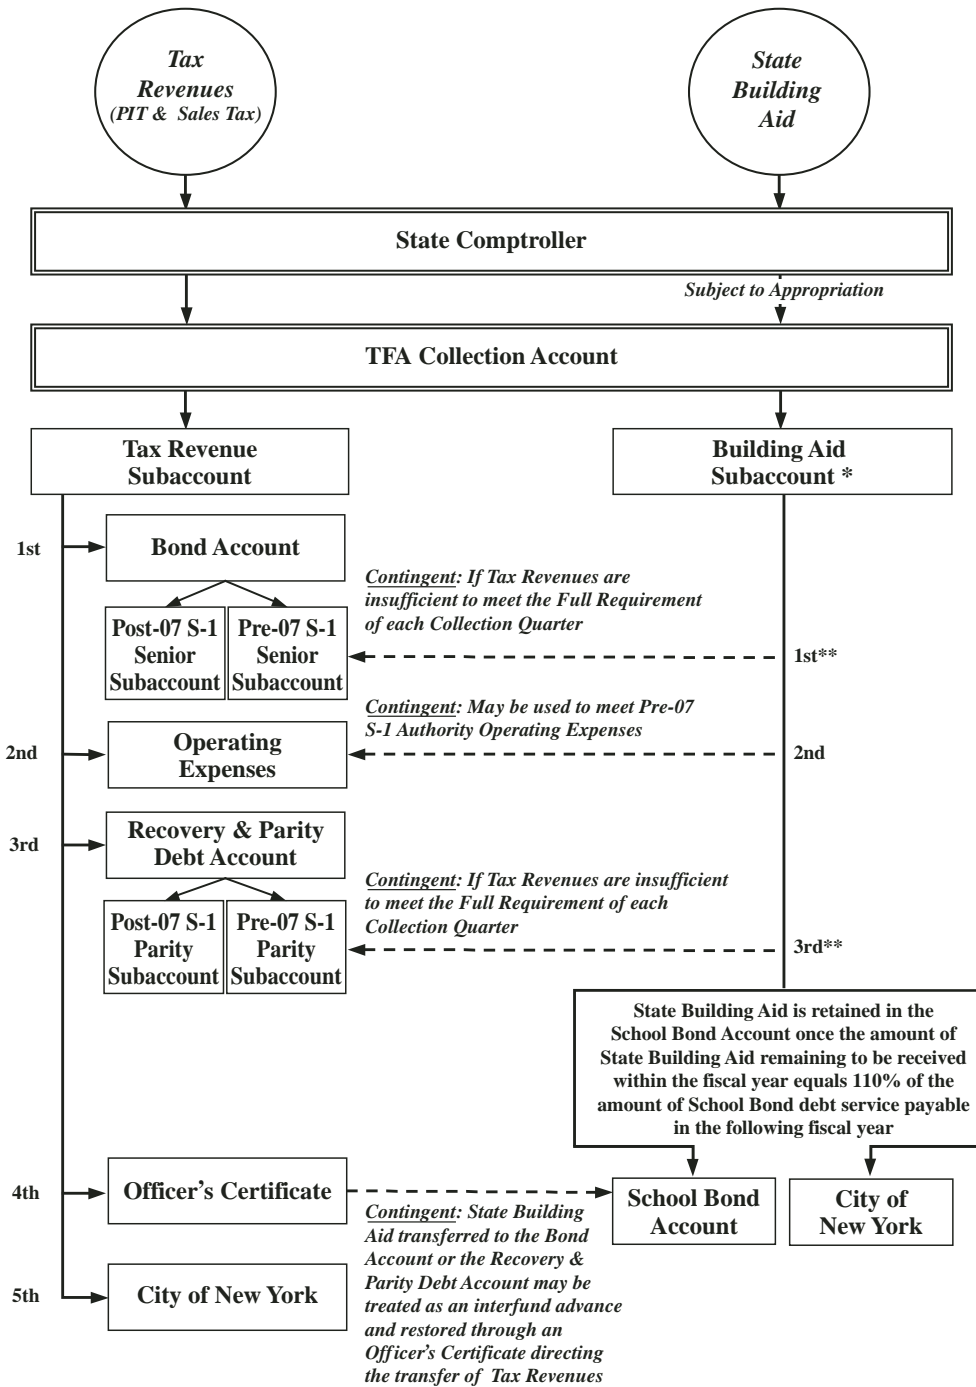 Tax
Revenues
(PIT & Sales Tax)
State
Building
Aid
State Comptroller
Subject to Appropriation
TFA Collection Account
Tax Revenue
Subaccount
Building Aid
Subaccount *
1st
Bond Account
Contingent: If Tax Revenues are
insufficient to meet the Full Requirement
of each Collection Quarter
Post-07 S-1
Senior
Subaccount
Pre-07 S-1
Senior
Subaccount
1st**
Contingent: May be used to meet Pre-07
S-1 Authority Operating Expenses
2nd
Operating
Expenses
2nd
3rd
Recovery & Parity
Debt Account
Contingent: If Tax Revenues are insufficient
to meet the Full Requirement of each
Collection Quarter
Post-07 S-1
Parity
Subaccount
Pre-07 S-1
Parity
Subaccount
3rd**
State Building Aid is retained in the
School Bond Account once the amount of
State Building Aid remaining to be received
within the fiscal year equals 110% of the
amount of School Bond debt service payable
in the following fiscal year
4th
Officer's Certificate
School Bond
Account
City of
New York
Contingent: State Building
Aid transferred to the Bond
Account or the Recovery &
Parity Debt Account may be
treated as an interfund advance
and restored through an
Officer's Certificate directing
the transfer of Tax Revenues
5th
City of New York